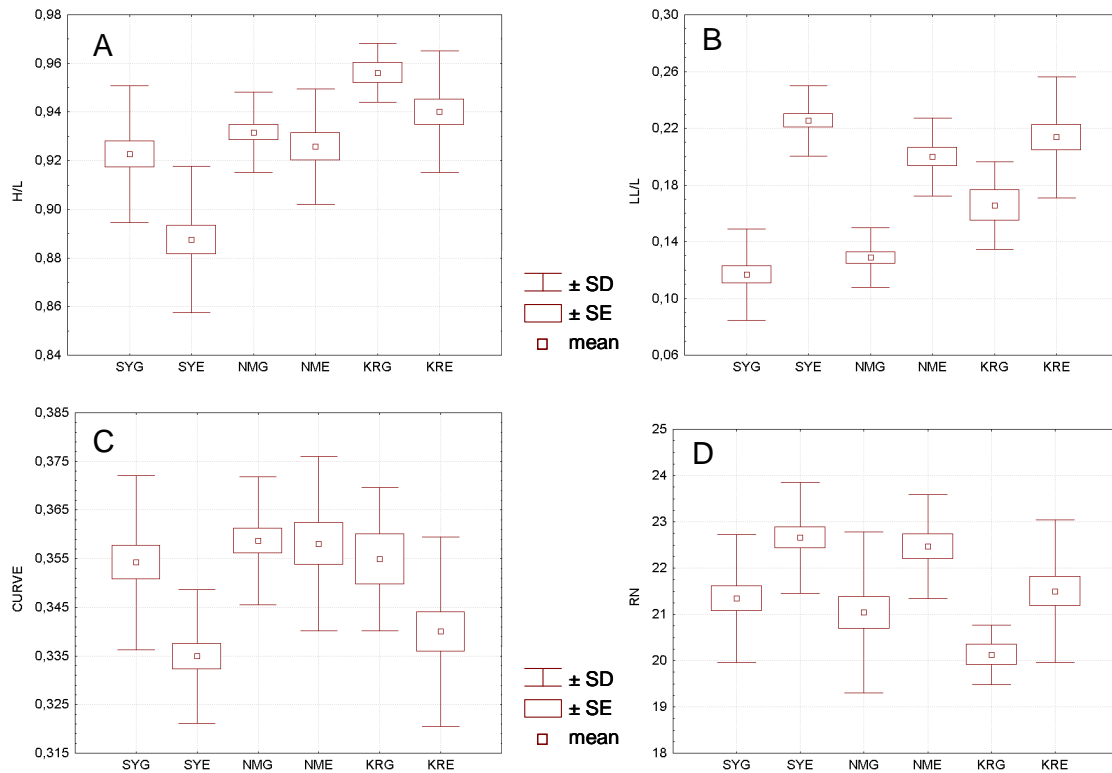 A
H/L
0,98
0,96
0,94
0,92
0,90
0,88
0,86
0,84
SYG SYE NMG NME KRG KRE
± SD
± SE
mean
B
LL/L
0,30
0,26
0,22
0,18
0,14
0,10
0,06
SYG SYE NMG NME KRG KRE
C
CURVE
0,385
0,375
0,365
0,355
0,345
0,335
0,325
0,315
SYG SYE NMG NME KRG KRE
± SD
± SE
mean
D
RN
25
24
23
22
21
20
19
18
SYG SYE NMG NME KRG KRE